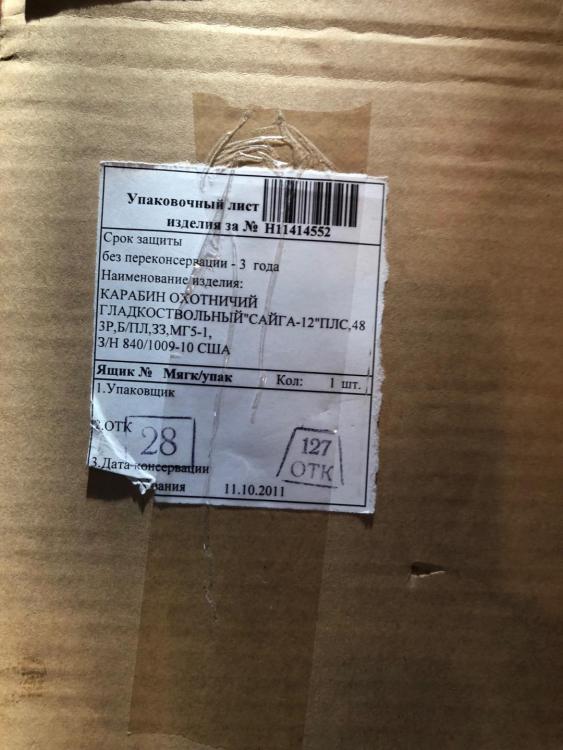 Упаковочный лист
изделия за № Н11414552
Срок защиты
без переконсервации - 3 года
Наименование изделия:
КАРАБИН ОХОТНИЧИЙ
ГЛАДКОСТВОЛЬНЫЙ"САЙГА-12"ПЛС,48
ЗР,Б/ПЛ,ЗЗ,МГ5-1,
З/Н 840/1009-10 США
Ящик № Мягк/упак Кол: 1 шт.
1.Упаковщик
2.ОТК 28
127
ОТК
3.Дата консервации
11.10.2011